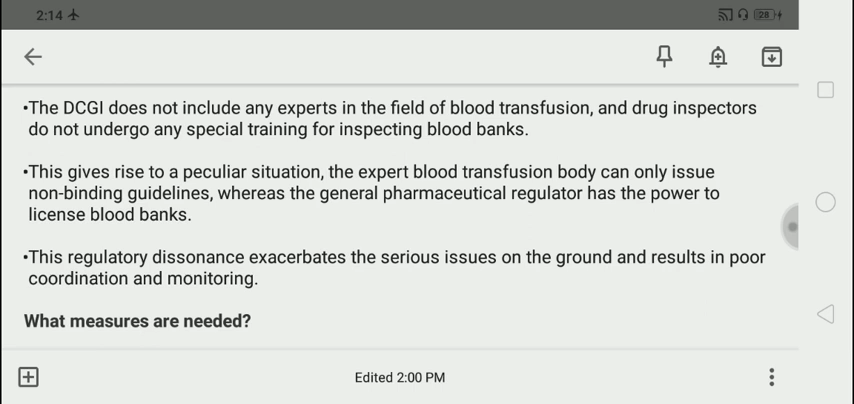 2:14
28
•The DCGI does not include any experts in the field of blood transfusion, and drug inspectors
do not undergo any special training for inspecting blood banks.
•This gives rise to a peculiar situation, the expert blood transfusion body can only issue
non-binding guidelines, whereas the general pharmaceutical regulator has the power to
license blood banks.
•This regulatory dissonance exacerbates the serious issues on the ground and results in poor
coordination and monitoring.
What measures are needed?
Edited 2:00 PM